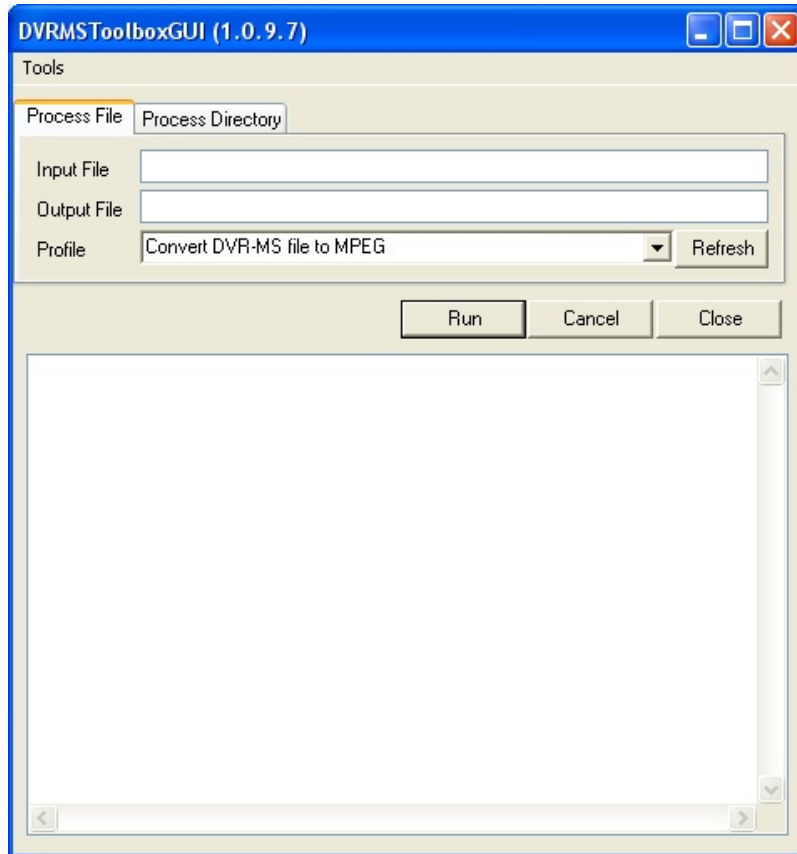 DVRMSToolboxGUI (1.0.9.7)
Tools
Process File Process Directory
Input File
Output File
Profile Convert DVR-MS file to MPEG Refresh
Run Cancel Close